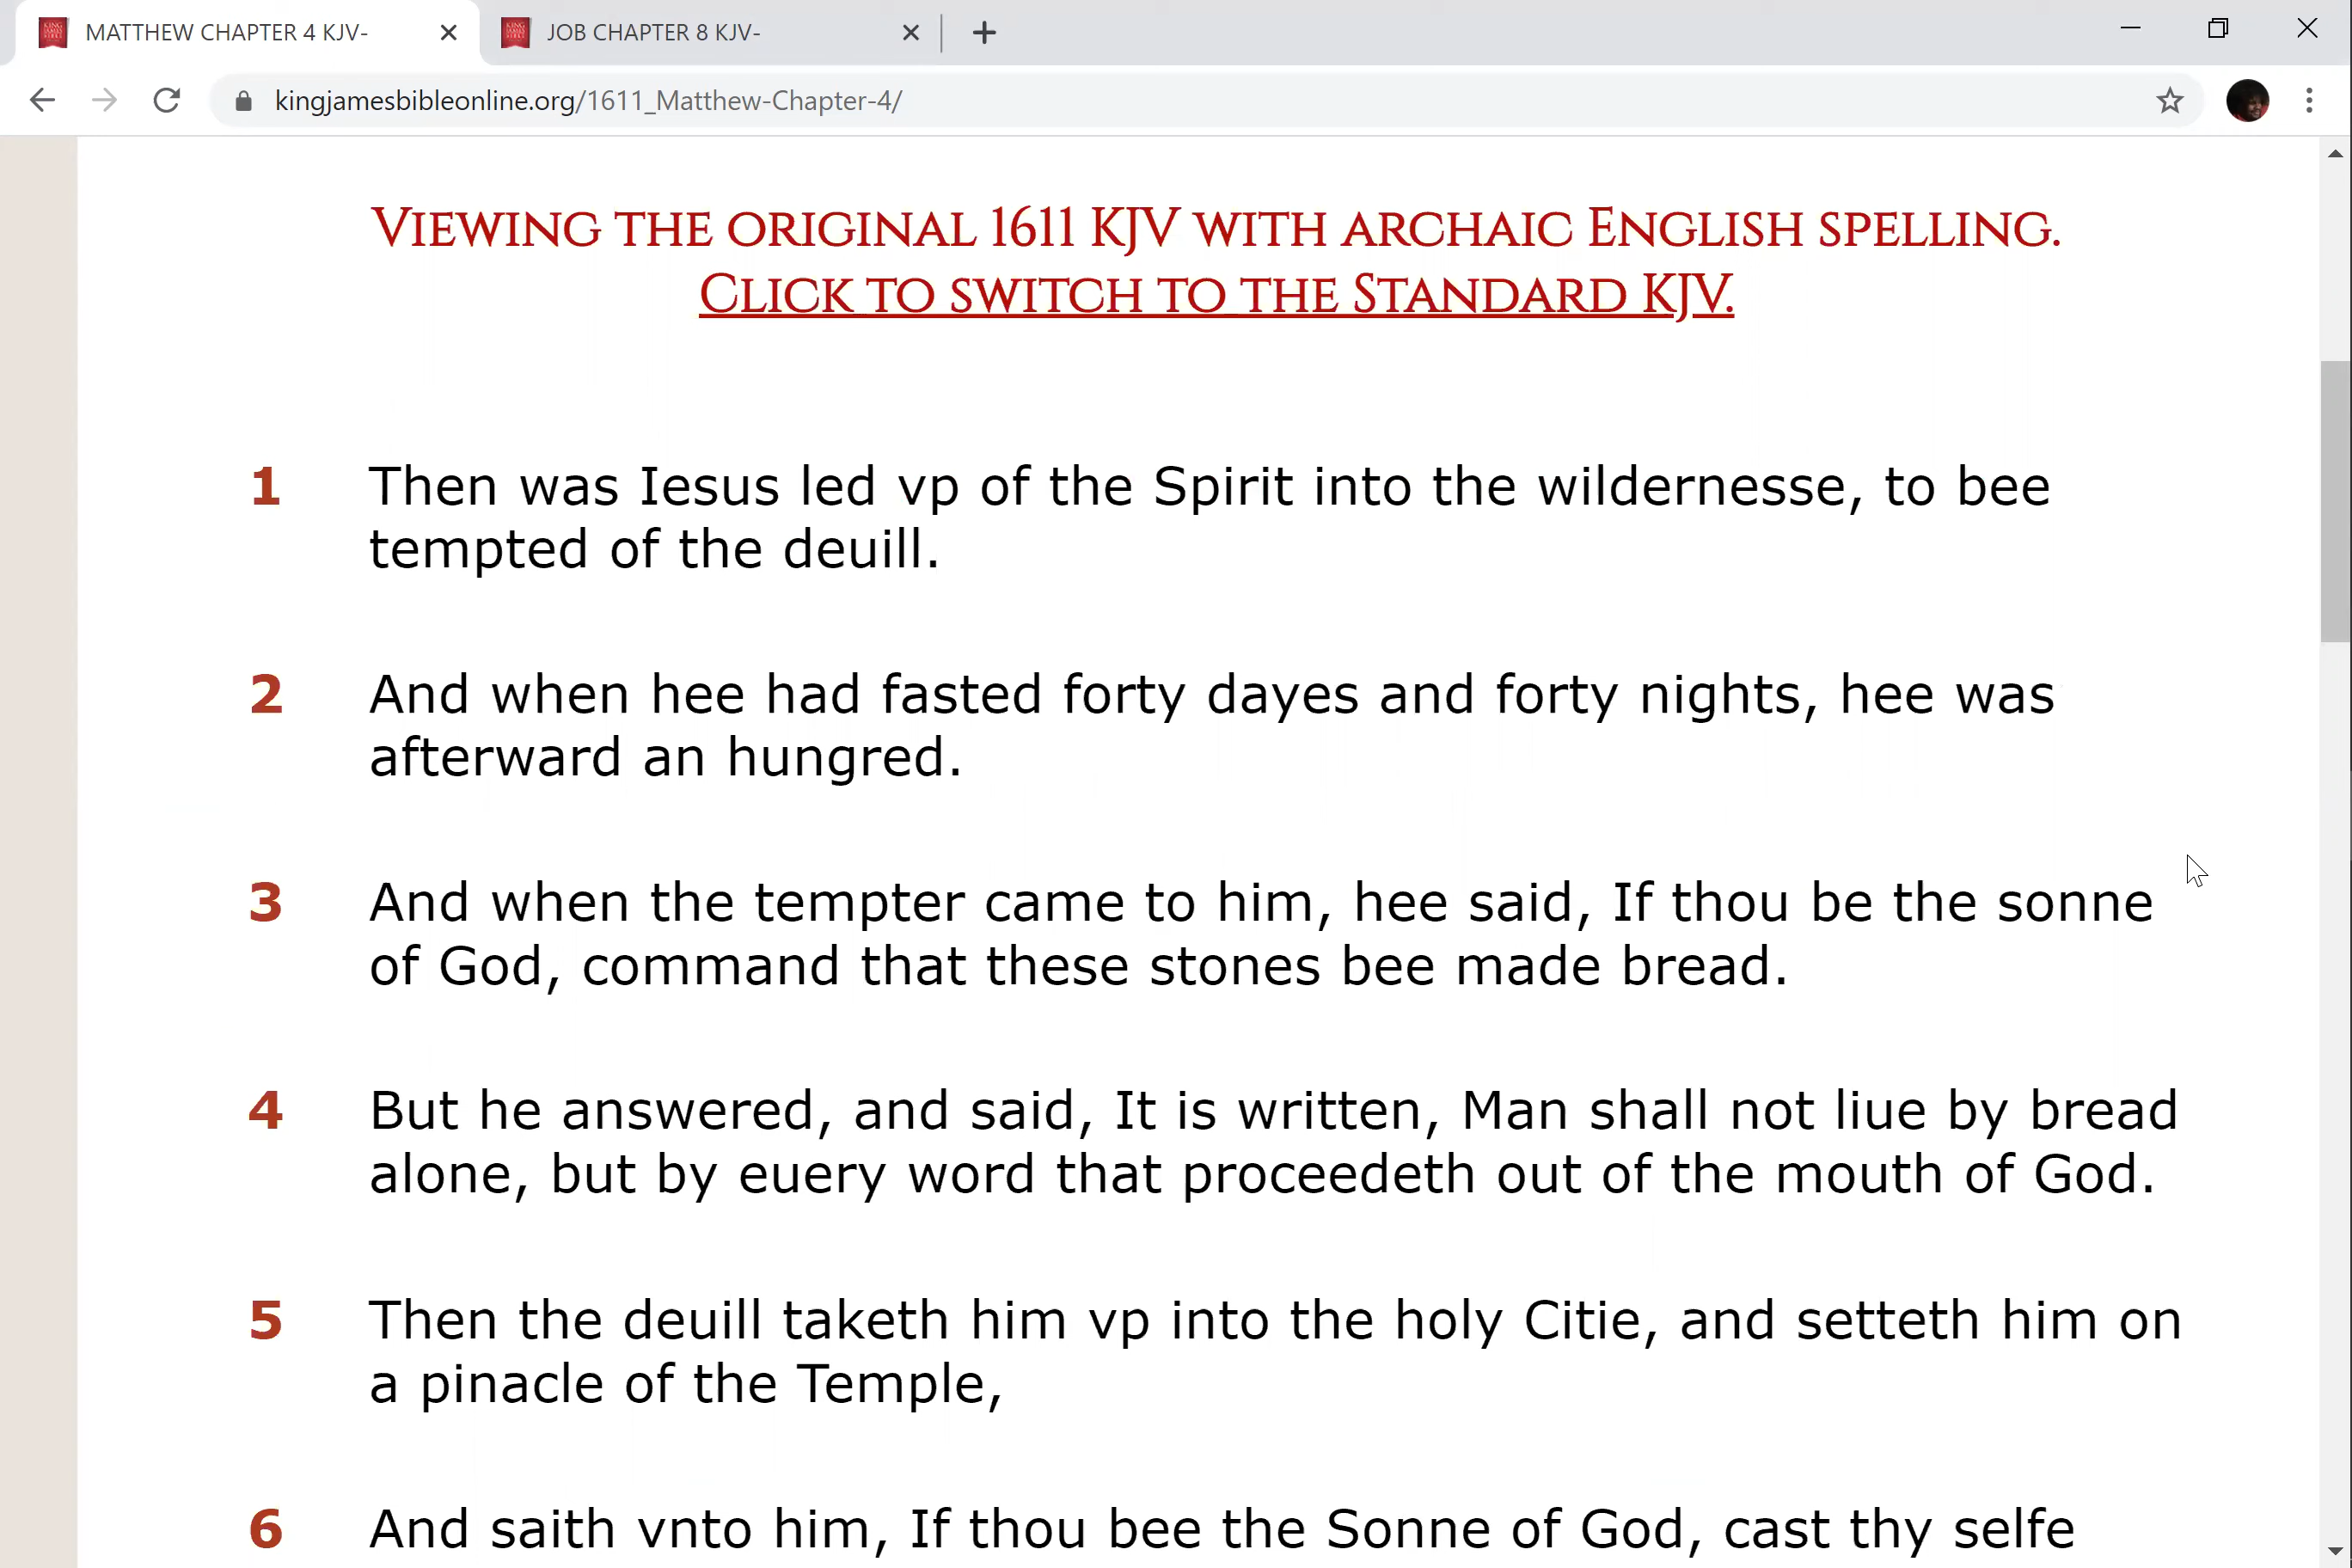 MATTHEW CHAPTER 4 KJV-
JOB CHAPTER 8 KJV-
kingjamesbibleonline.org/1611_Matthew-Chapter-4/
Viewing the original 1611 KJV with archaic English spelling.
Click to switch to the Standard KJV.
1 Then was Iesus led vp of the Spirit into the wildernesse, to bee
tempted of the deuill.
2 And when hee had fasted forty dayes and forty nights, hee was
afterward an hungred.
3 And when the tempter came to him, hee said, If thou be the sonne
of God, command that these stones bee made bread.
4 But he answered, and said, It is written, Man shall not liue by bread
alone, but by euery word that proceedeth out of the mouth of God.
5 Then the deuill taketh him vp into the holy Citie, and setteth him on
a pinacle of the Temple,
6 And saith vnto him, If thou bee the Sonne of God, cast thy selfe